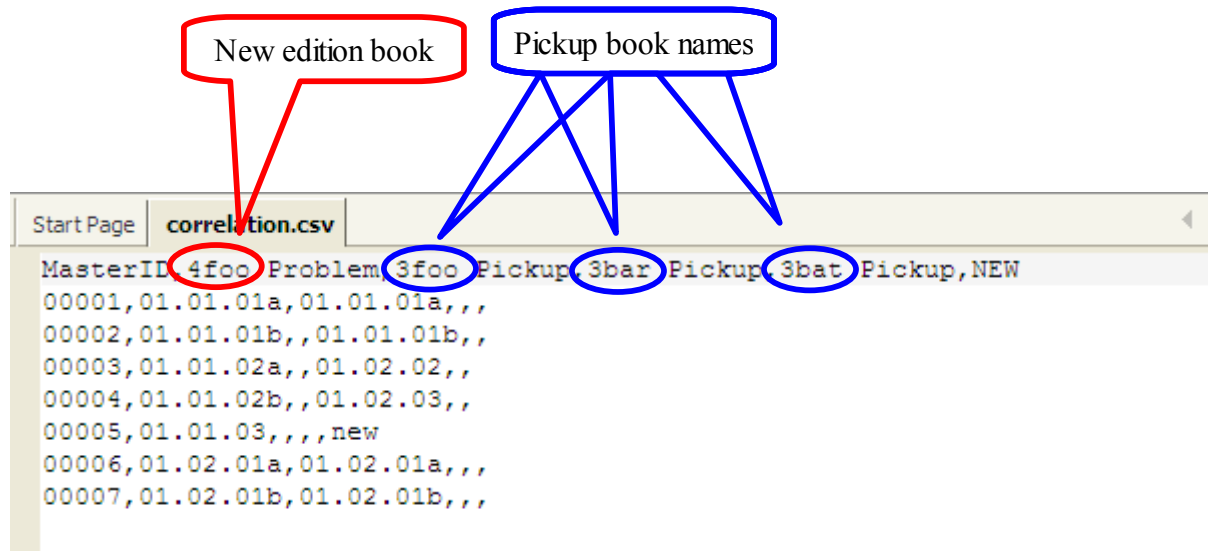 New edition book
Pickup book names
Start Page correlation.csv
MasterID,4foo Problem,3foo Pickup,3bar Pickup,3bat Pickup,NEW
00001,01.01.01a,01.01.01a,,,
00002,01.01.01b,,01.01.01b,,
00003,01.01.02a,,01.02.02,,
00004,01.01.02b,,01.02.03,,
00005,01.01.03,,,,new
00006,01.02.01a,01.02.01a,,,
00007,01.02.01b,01.02.01b,,,